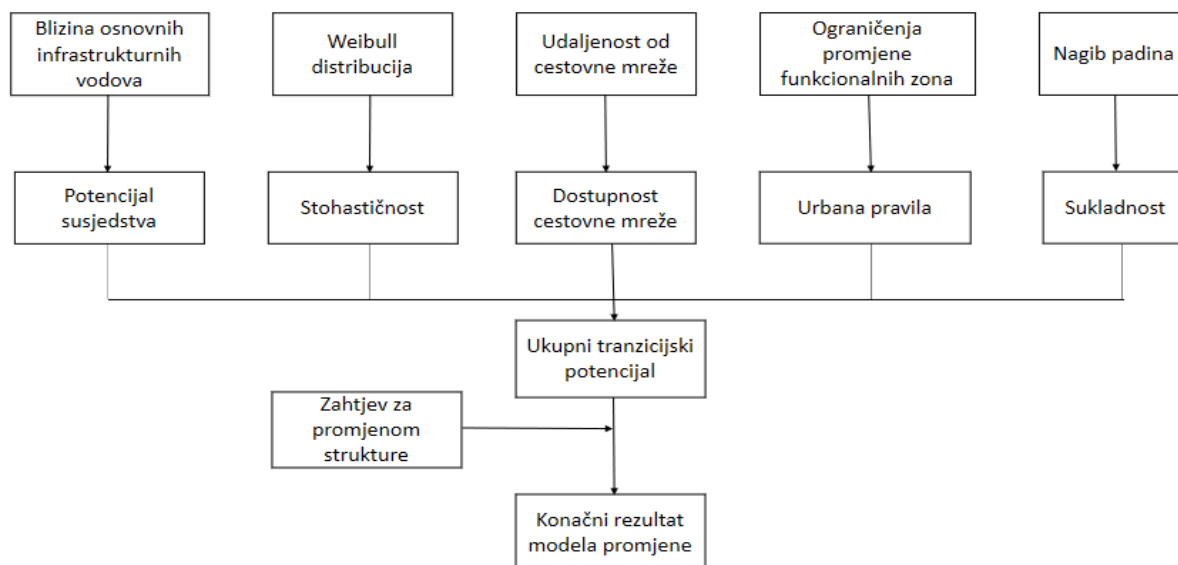 Blizina osnovnih
infrastrukturnih
vodova
Weibull
distribucija
Udaljenost od
cestovne mreže
Ograničenja
promjene
funkcionalnih zona
Nagib padina
Potencijal
susjedstva
Stohastičnost
Dostupnost
cestovne mreže
Urbana pravila
Sukladnost
Ukupni tranzicijski
potencijal
Zahtjev za
promjenom
strukture
Konačni rezultat
modela promjene